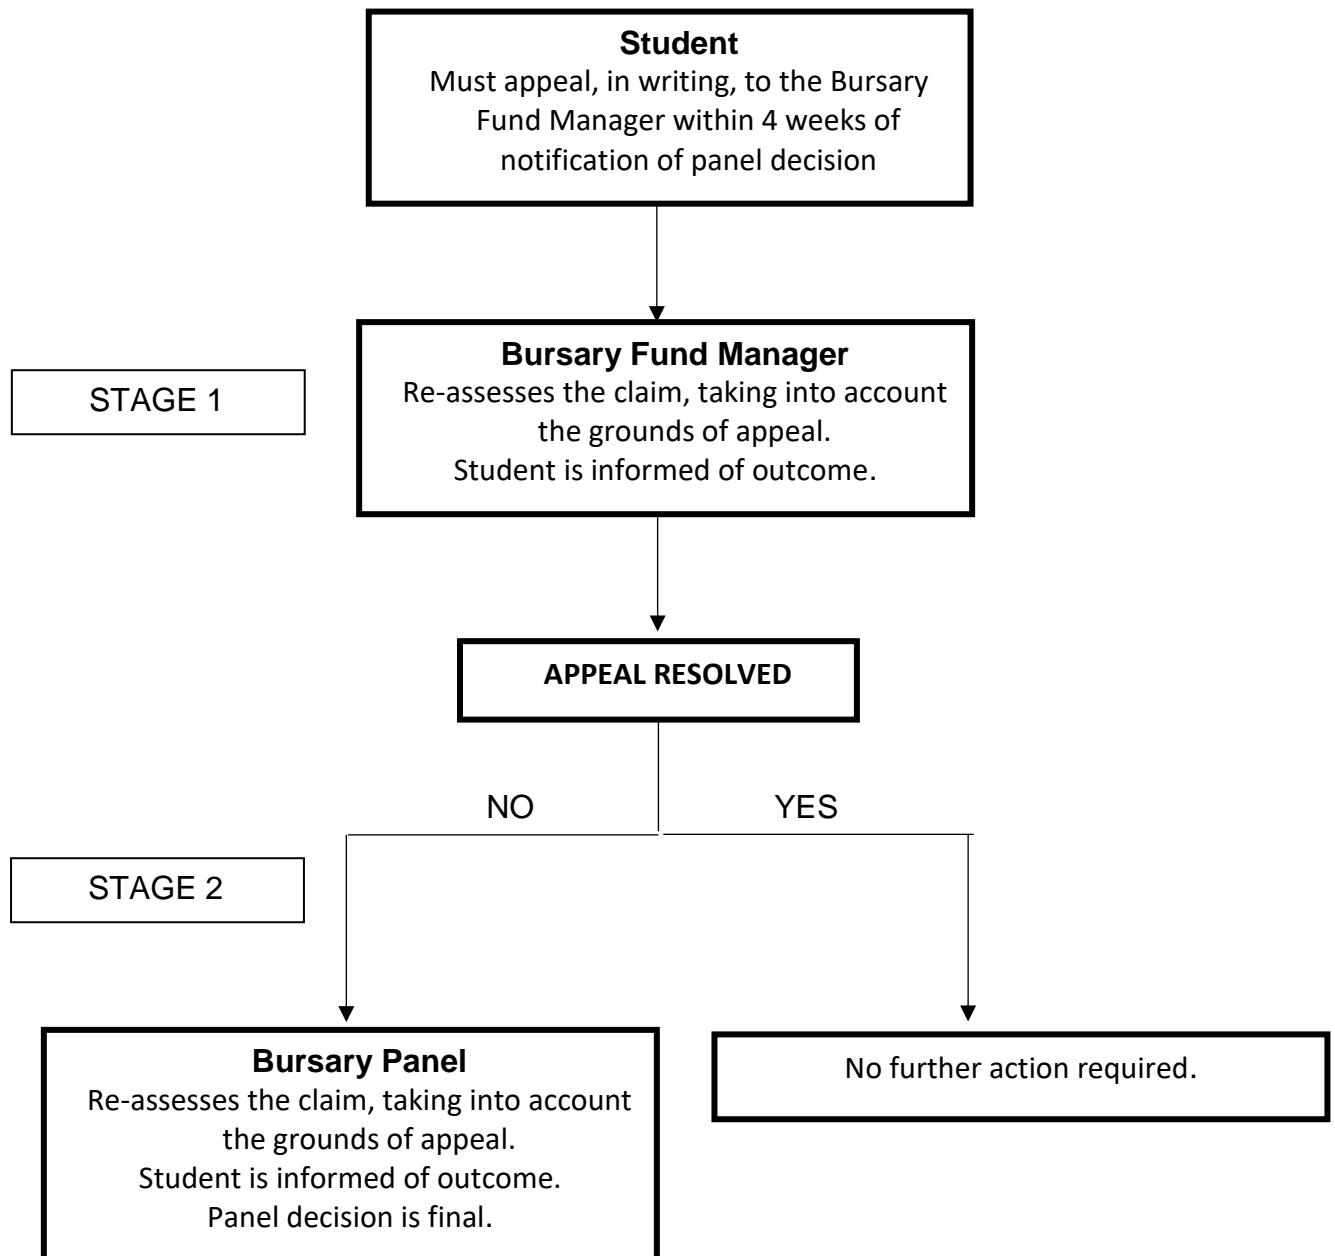 Student
Must appeal, in writing, to the Bursary
Fund Manager within 4 weeks of
notification of panel decision
STAGE 1
Bursary Fund Manager
Re-assesses the claim, taking into account
the grounds of appeal.
Student is informed of outcome.
APPEAL RESOLVED
NO
YES
STAGE 2
Bursary Panel
Re-assesses the claim, taking into account
the grounds of appeal.
Student is informed of outcome.
Panel decision is final.
No further action required.